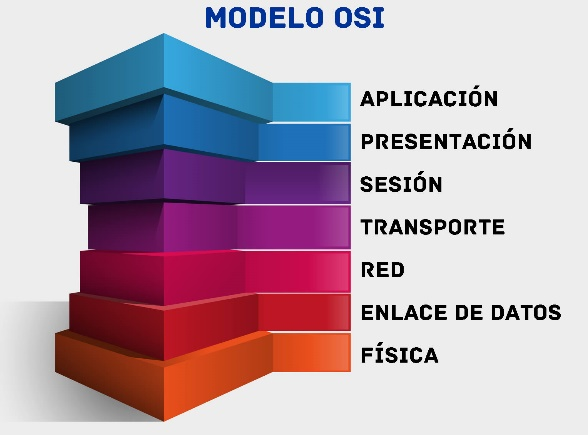 MODELO OSI
APLICACIÓN
PRESENTACIÓN
SESIÓN
TRANSPORTE
RED
ENLACE DE DATOS
FÍSICA